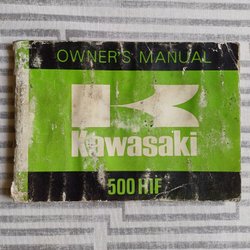 OWNER'S MANUAL
Kawasaki
500 H1F